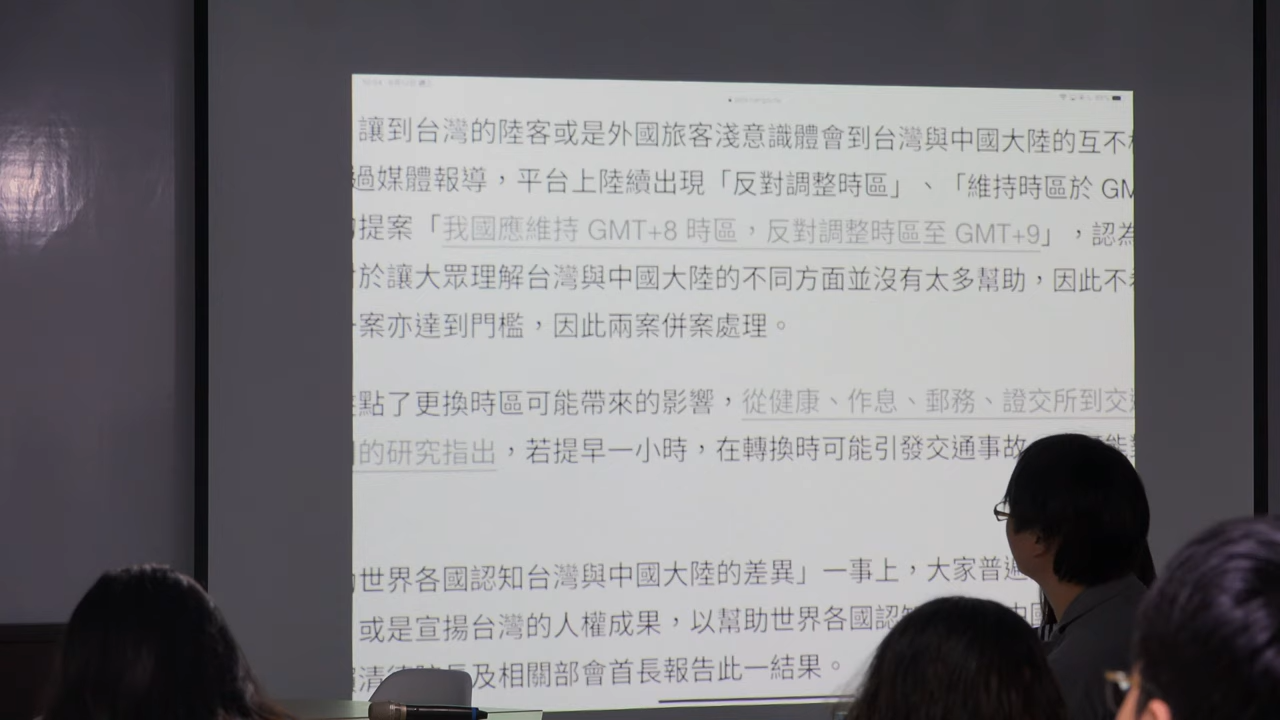 讓到台灣的陸客或是外國旅客淺意識體會到台灣與中國大陸的互不
過媒體報導，平台上陸續出現「反對調整時區」、「維持時區於 GM
提案「我國應維持 GMT+8 時區，反對調整時區至 GMT+9」，認為
於讓大眾理解台灣與中國大陸的不同方面並沒有太多幫助，因此不
案亦達到門檻，因此兩案併案處理。
點了更換時區可能帶來的影響，從健康、作息、郵務、證交所到交
的研究指出，若提早一小時，在轉換時可能引發交通事故
世界各國認知台灣與中國大陸的差異」一事上，大家普遍
或是宣揚台灣的人權成果，以幫助世界各國認知
清德院長及相關部會首長報告此一結果。